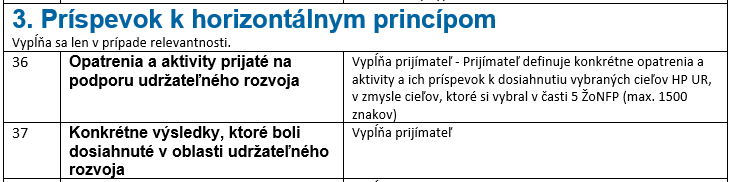 3. Príspevok k horizontálnym princípom
Vypĺňa sa len v prípade relevantnosti.
36
Opatrenia a aktivity prijaté na
podporu udržateľného rozvoja
Vypĺňa prijímateľ - Prijímateľ definuje konkrétne opatrenia a
aktivity a ich príspevok k dosiahnutiu vybraných cieľov HP UR,
v zmysle cieľov, ktoré si vybral v časti 5 ŽoNFP (max. 1500
znakov)
37
Konkrétne výsledky, ktoré boli
dosiahnuté v oblasti udržateľného
rozvoja
Vypĺňa prijímateľ